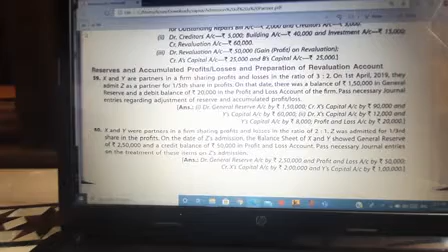 for Outstanding Repairs Bill A/c ₹
(ii) Dr. Creditors A/c ₹ 5,000; Building A/c ₹ 40,000 and Investment A/c ₹ 15,000;
Cr. Revaluation A/c ₹ 60,000.
(iii) Dr. Revaluation A/c ₹ 50,000 (Gain (Profit) on Revaluation)
Cr. A's Capital A/c ₹ 25,000 and B's Capital A/c ₹ 25,000.]
Reserves and Accumulated Profits/Losses and Preparation of Revaluation Account
X and Y are partners in a firm sharing profits and losses in the ratio of 3 : 2. On 1st April, 2019, they
admit Z as a partner for 1/5th share in profits. On that date, there was a balance of ₹ 1,50,000 in General
Reserve and a debit balance of ₹ 20,000 in the Profit and Loss Account of the firm. Pass necessary Journal
entries regarding adjustment of reserve and accumulated profit/loss.
[Ans.: (i) Dr. General Reserve A/c by ₹ 1,50,000; Cr. X's Capital A/c by ₹ 90,000 and
Y's Capital A/c by ₹ 60,000; (ii) Dr. X's Capital A/c by ₹ 12,000 and
Y's Capital A/c by ₹ 8,000; Profit and Loss A/c by ₹ 20,000.]
X and Y were partners in a firm sharing profits and losses in the ratio of 2 : 1. Z was admitted for 1/3rd
share in the profits. On the date of Z's admission, the Balance Sheet of X and Y showed General Reserve
of ₹ 2,50,000 and a credit balance of ₹ 50,000 in Profit and Loss Account. Pass necessary Journal entries
on the treatment of these items on Z's admission.
[Ans.: Dr. General Reserve A/c by ₹ 2,50,000 and Profit and Loss A/c by ₹ 50,000;
Cr. X's Capital A/c by ₹ 2,00,000 and Y's Capital A/c by ₹ 1,00,000.]